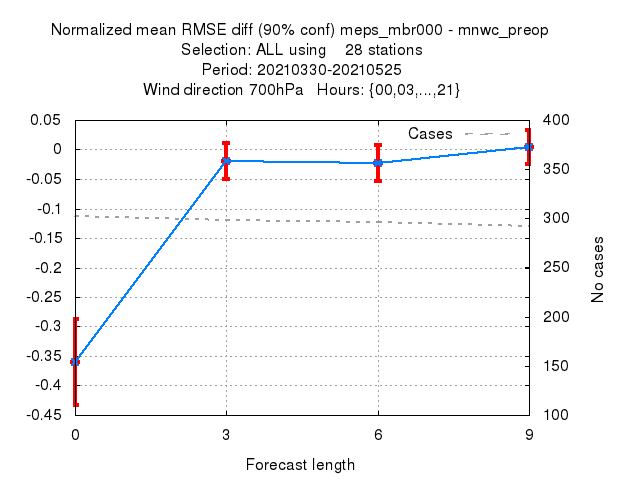 Normalized mean RMSE diff (90% conf) meps_mbr000 - mnwc_preop
Selection: ALL using 28 stations
Period: 20210330-20210525
Wind direction 700hPa Hours: {00,03,...,21}
Cases
0.05
0
-0.05
-0.1
-0.15
-0.2
-0.25
-0.3
-0.35
-0.4
-0.45
400
350
300
250
200
150
100
No cases
0 3 6 9
Forecast length